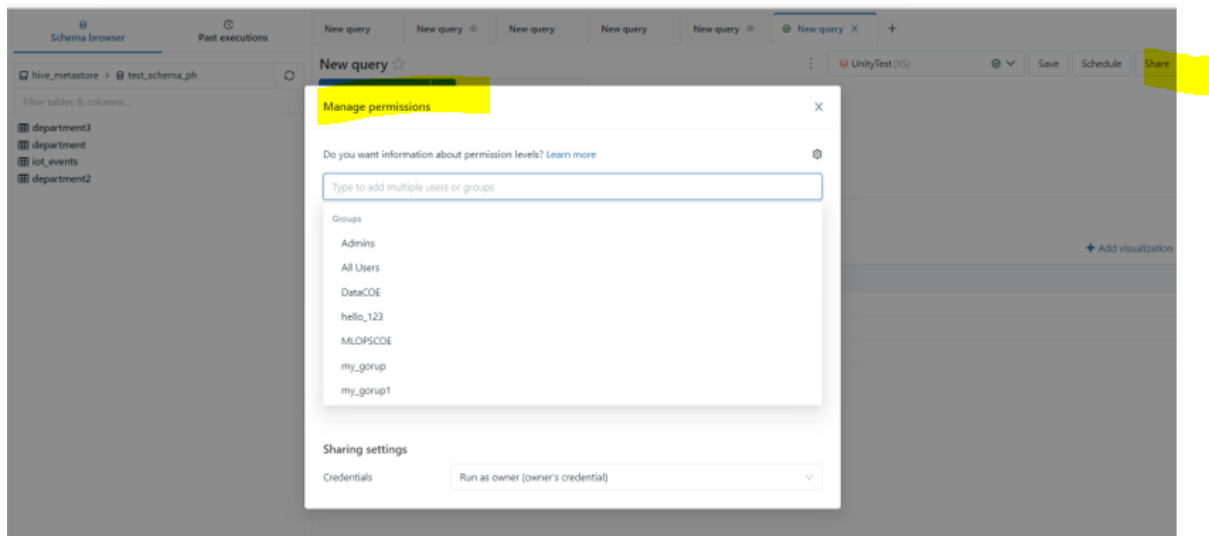 Schema browser
Past executions
New query
New query
New query
New query
New query
New query X +
hive_metastore > test_schema_ph
New query
UnityTest (XS)
Save
Schedule
Share
Filter tables & columns...
department3
department
iot_events
department2
Manage permissions
X
Do you want information about permission levels? Learn more
Type to add multiple users or groups
Groups
Admins
All Users
DataCOE
hello_123
MLOPSCOE
my_gorup
my_gorup1
+ Add visualization
Sharing settings
Credentials
Run as owner (owner's credential)